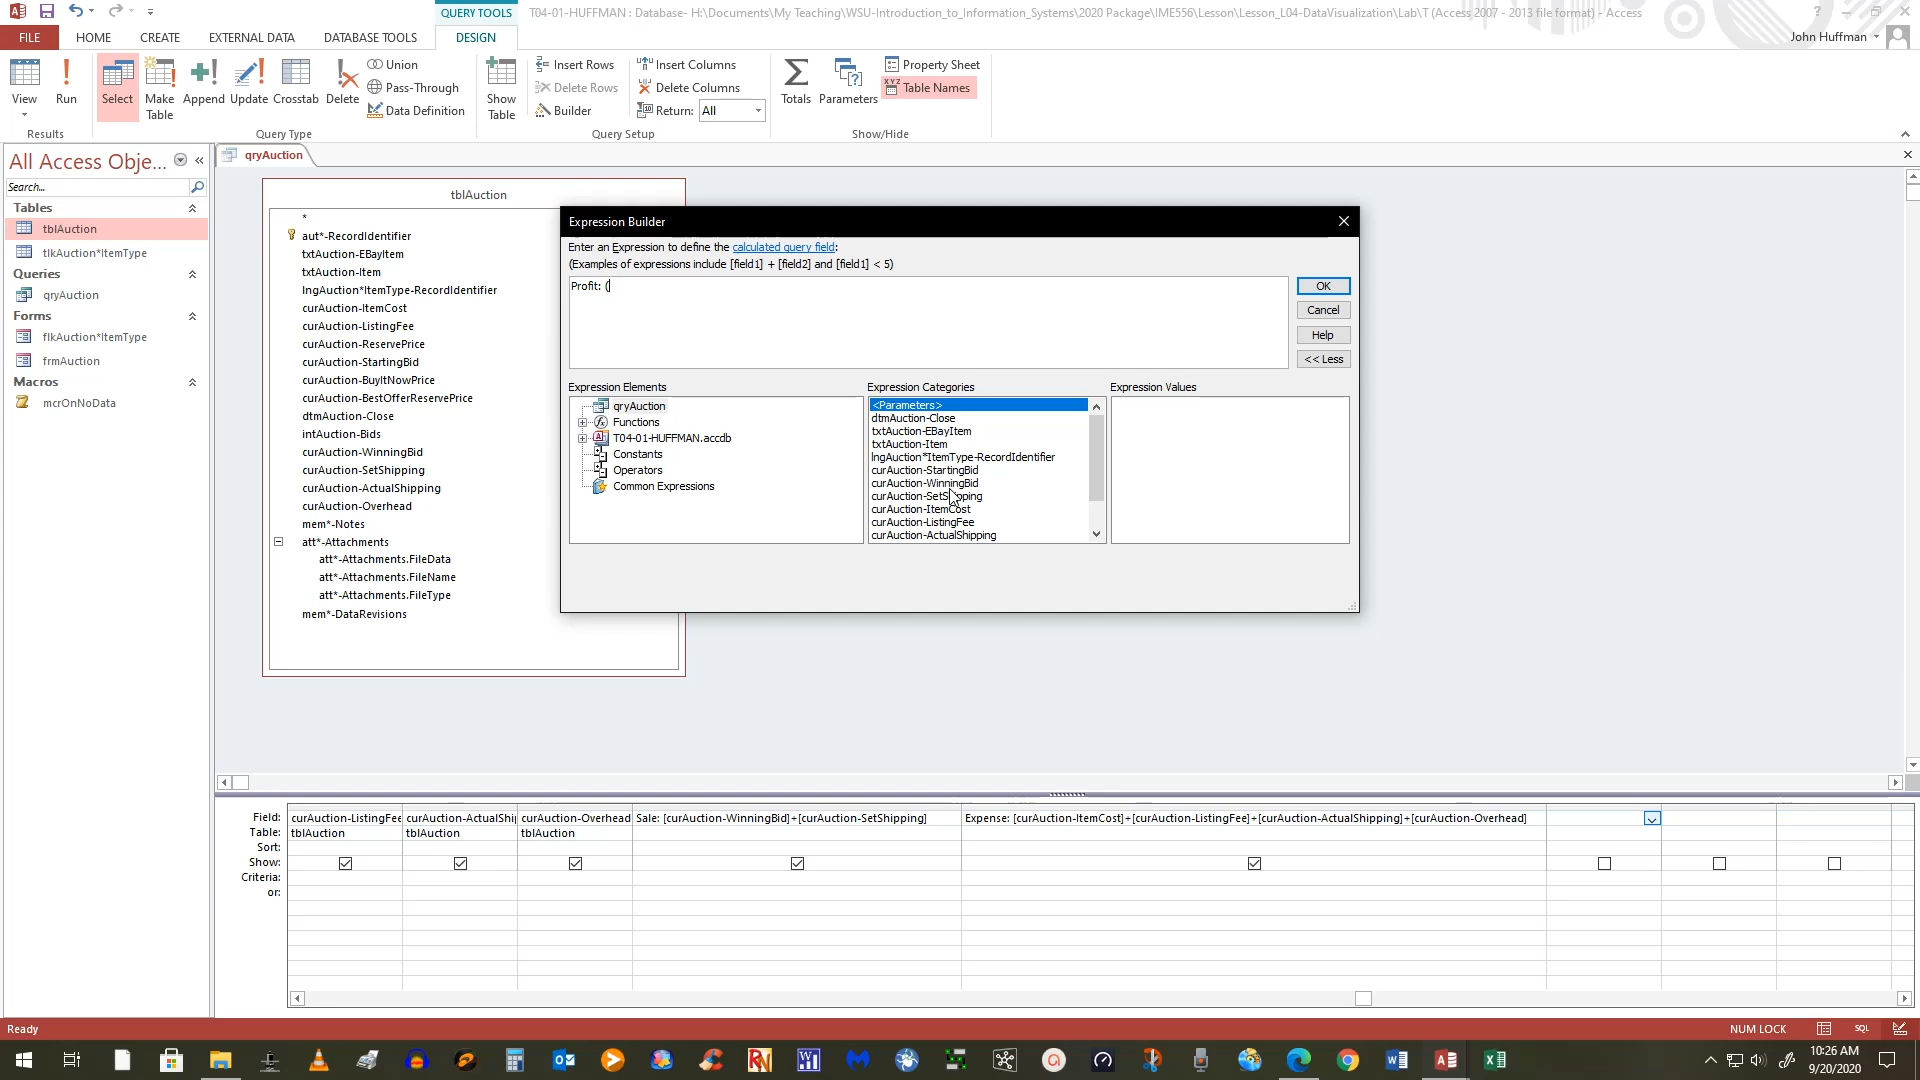 QUERY TOOLS
T04-01-HUFFMAN : Database- H:\Documents\My Teaching\WSU-Introduction_to_Information_Systems\2020 Package\IME556\Lesson\Lesson_L04-DataVisualization\Lab\T (Access 2007 - 2013 file format) - Access
FILE HOME CREATE EXTERNAL DATA DATABASE TOOLS DESIGN John Huffman
View Run Select Make Table Append Update Crosstab Delete
Union
Pass-Through
Data Definition
Show Table
Insert Rows
Delete Rows
Builder
Insert Columns
Delete Columns
Return: All
Totals Parameters
Property Sheet
Table Names
Results Query Type Query Setup Show/Hide
All Access Obje...
Search...
Tables
tblAuction
tlkAuction*ItemType
Queries
qryAuction
Forms
flkAuction*ItemType
frmAuction
Macros
mcrOnNoData
qryAuction
tblAuction
*
aut*-RecordIdentifier
txtAuction-EBayItem
txtAuction-Item
lngAuction*ItemType-RecordIdentifier
curAuction-ItemCost
curAuction-ListingFee
curAuction-ReservePrice
curAuction-StartingBid
curAuction-BuyItNowPrice
curAuction-BestOfferReservePrice
dtmAuction-Close
intAuction-Bids
curAuction-WinningBid
curAuction-SetShipping
curAuction-ActualShipping
curAuction-Overhead
mem*-Notes
att*-Attachments
att*-Attachments.FileData
att*-Attachments.FileName
att*-Attachments.FileType
mem*-DataRevisions
Expression Builder
Enter an Expression to define the calculated query field:
(Examples of expressions include [field1] + [field2] and [field1] < 5)
Profit: (
OK
Cancel
Help
<< Less
Expression Elements
qryAuction
Functions
T04-01-HUFFMAN.accdb
Constants
Operators
Common Expressions
Expression Categories
<Parameters>
dtmAuction-Close
txtAuction-EBayItem
txtAuction-Item
lngAuction*ItemType-RecordIdentifier
curAuction-StartingBid
curAuction-WinningBid
curAuction-SetShipping
curAuction-ItemCost
curAuction-ListingFee
curAuction-ActualShipping
Expression Values
Field: curAuction-ListingFee curAuction-ActualShi curAuction-Overhead Sale: [curAuction-WinningBid]+[curAuction-SetShipping] Expense: [curAuction-ItemCost]+[curAuction-ListingFee]+[curAuction-ActualShipping]+[curAuction-Overhead]
Table: tblAuction tblAuction tblAuction
Sort:
Show:
Criteria:
or:
Ready NUM LOCK SQL
10:26 AM
9/20/2020